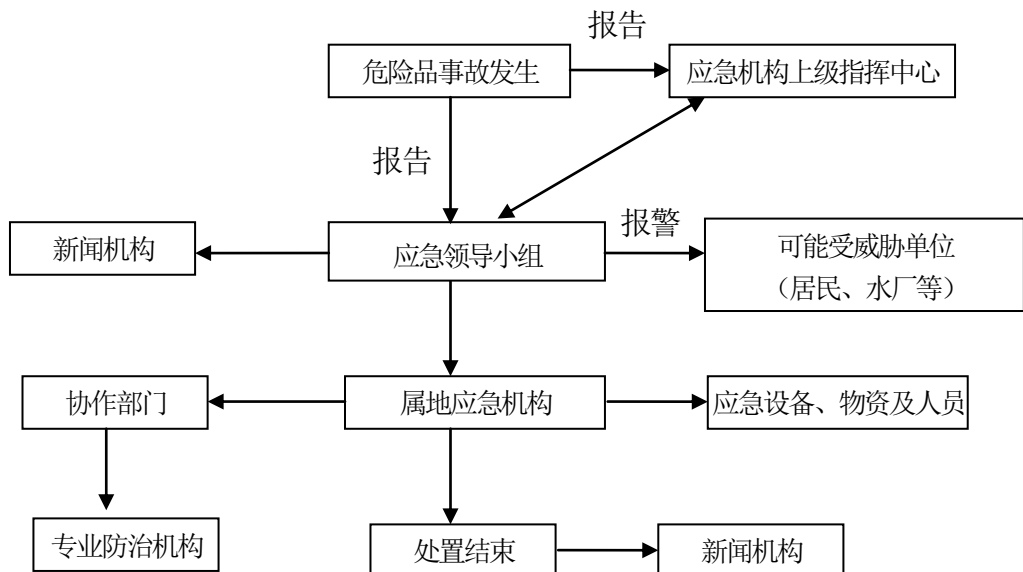 报告
危险品事故发生
应急机构上级指挥中心
报告
新闻机构
应急领导小组
报警
可能受威胁单位
（居民、水厂等）
协作部门
属地应急机构
应急设备、物资及人员
专业防治机构
处置结束
新闻机构